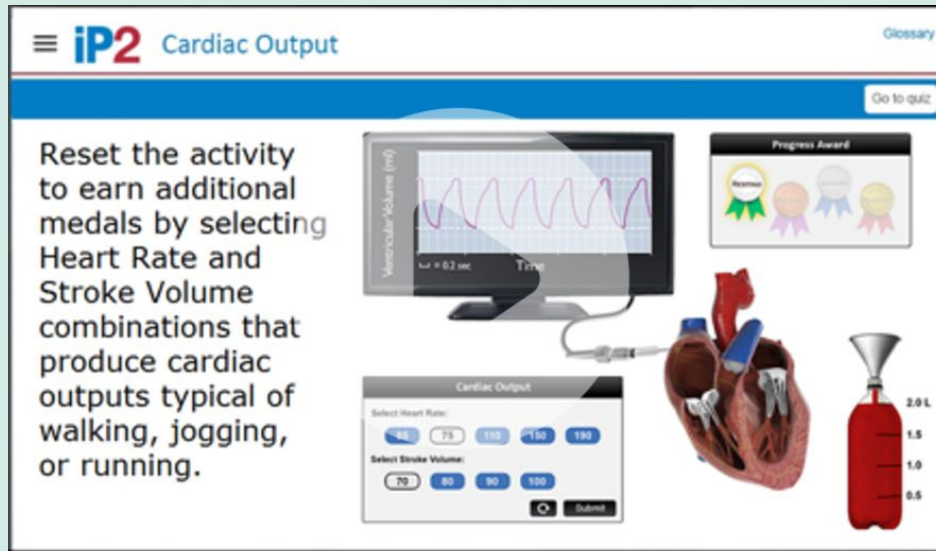 iP2 Cardiac Output
Glossary
Go to quiz
Reset the activity
to earn additional
medals by selecting
Heart Rate and
Stroke Volume
combinations that
produce cardiac
outputs typical of
walking, jogging,
or running.
Ventricular Volume (ml)
= 0.2 sec
Time
Progress Award
RESTING
Cardiac Output
Select Heart Rate:
65 75 110 150 190
Select Stroke Volume:
70 80 90 100
Submit
2.0 L
1.5
1.0
0.5